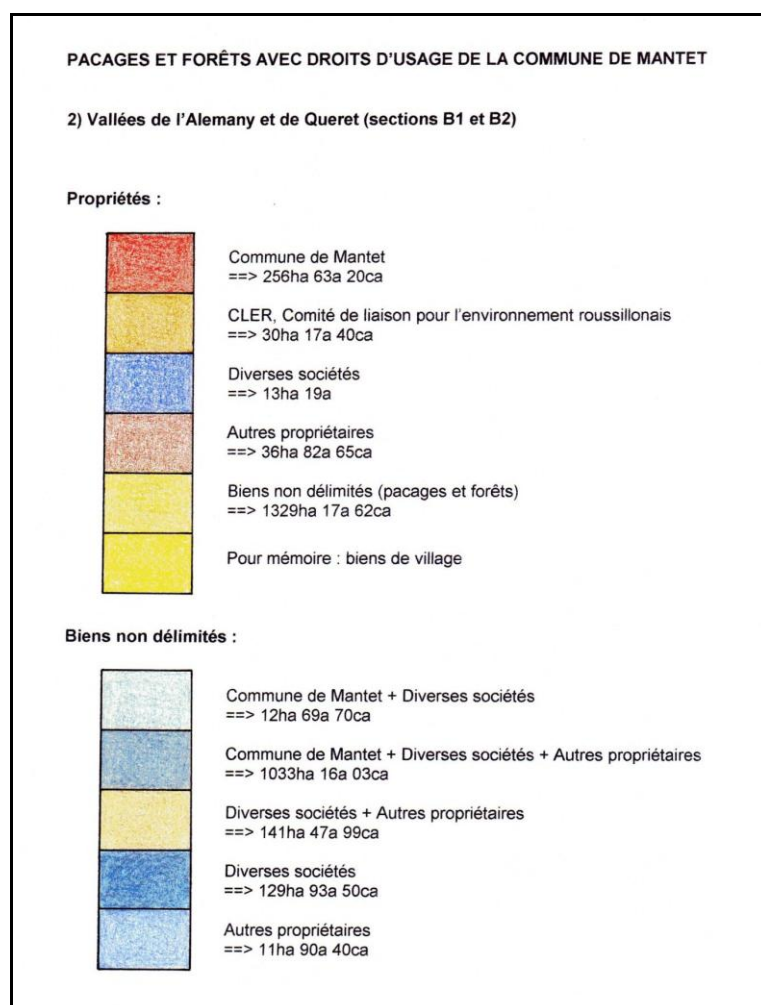 PACAGES ET FORÊTS AVEC DROITS D'USAGE DE LA COMMUNE DE MANTET
2) Vallées de l'Alemany et de Queret (sections B1 et B2)
Propriétés :
Commune de Mantet
==> 256ha 63a 20ca
CLER, Comité de liaison pour l'environnement roussillonais
==> 30ha 17a 40ca
Diverses sociétés
==> 13ha 19a
Autres propriétaires
==> 36ha 82a 65ca
Biens non délimités (pacages et forêts)
==> 1329ha 17a 62ca
Pour mémoire : biens de village
Biens non délimités :
Commune de Mantet + Diverses sociétés
==> 12ha 69a 70ca
Commune de Mantet + Diverses sociétés + Autres propriétaires
==> 1033ha 16a 03ca
Diverses sociétés + Autres propriétaires
==> 141ha 47a 99ca
Diverses sociétés
==> 129ha 93a 50ca
Autres propriétaires
==> 11ha 90a 40ca